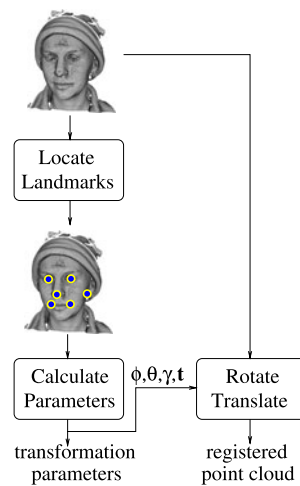 Locate
Landmarks
Calculate
Parameters
ϕ,θ,γ,t
Rotate
Translate
transformation
parameters
registered
point cloud